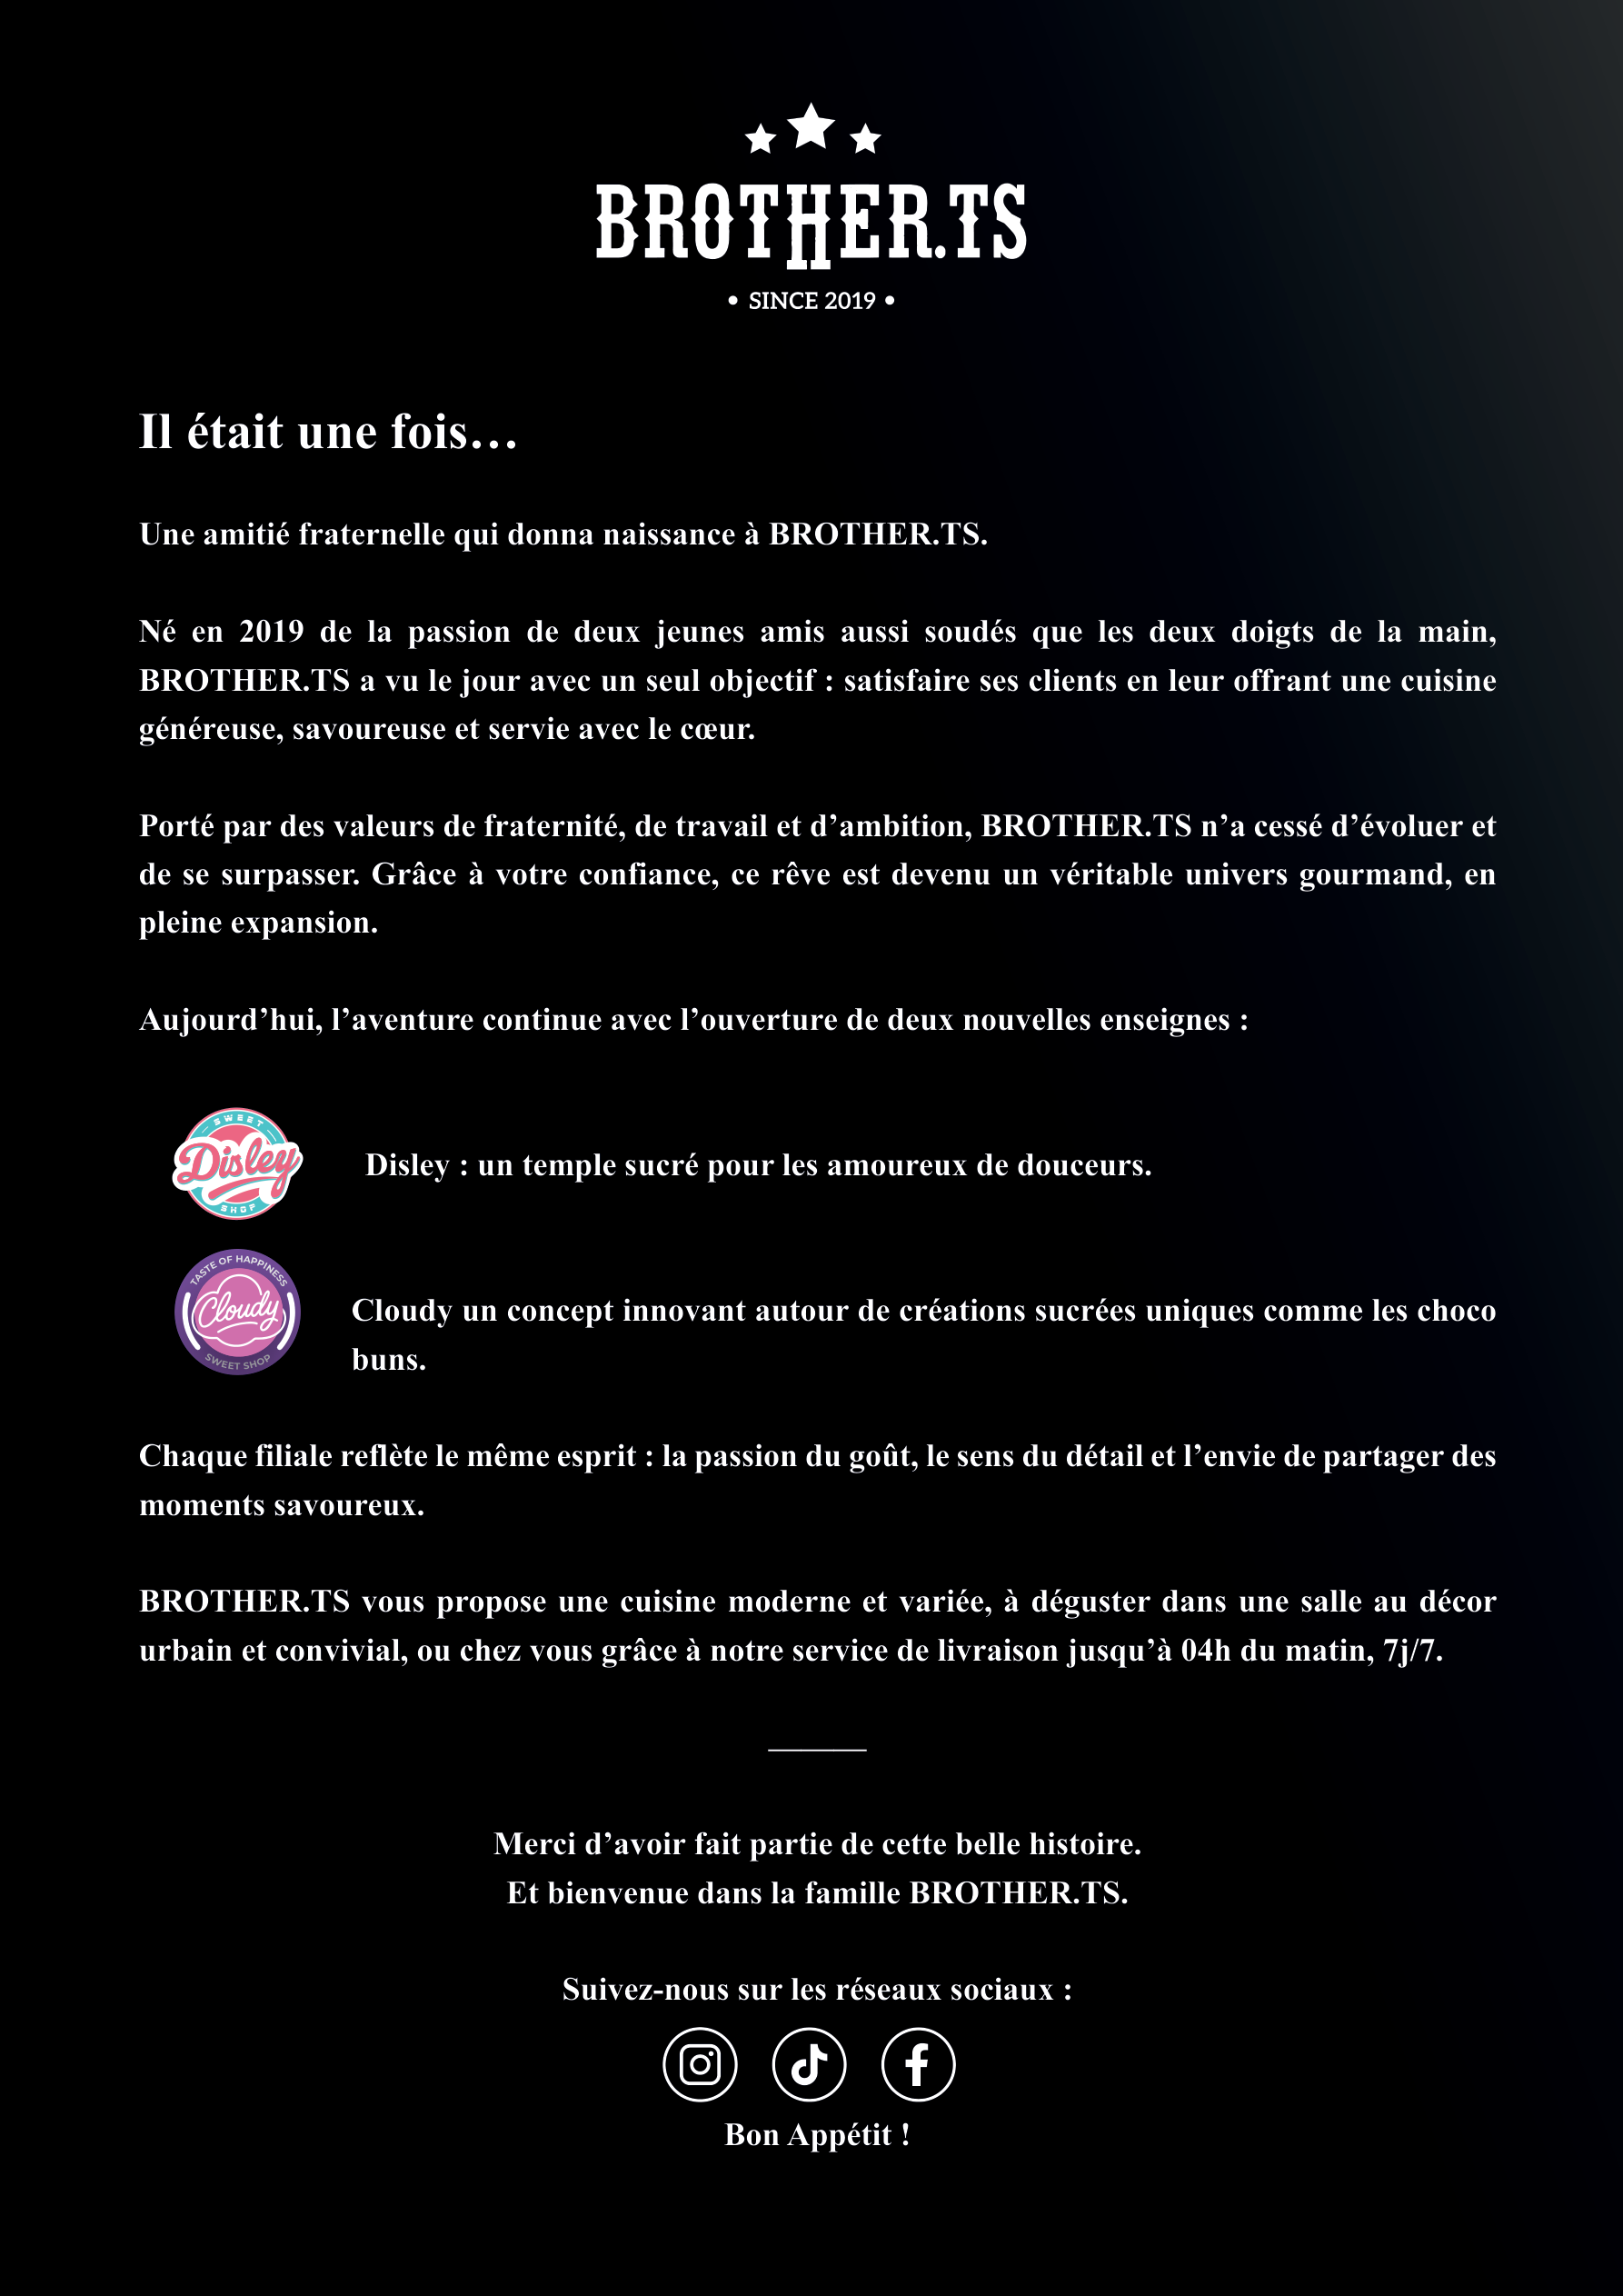 BROTHER.TS
• SINCE 2019 •
Il était une fois…
Une amitié fraternelle qui donna naissance à BROTHER.TS.
Né en 2019 de la passion de deux jeunes amis aussi soudés que les deux doigts de la main,
BROTHER.TS a vu le jour avec un seul objectif : satisfaire ses clients en leur offrant une cuisine
généreuse, savoureuse et servie avec le cœur.
Porté par des valeurs de fraternité, de travail et d’ambition, BROTHER.TS n’a cessé d’évoluer et
de se surpasser. Grâce à votre confiance, ce rêve est devenu un véritable univers gourmand, en
pleine expansion.
Aujourd’hui, l’aventure continue avec l’ouverture de deux nouvelles enseignes :
SWEET
Disley
SHOP
Disley : un temple sucré pour les amoureux de douceurs.
TASTE OF HAPPINESS
Cloudy
SWEET SHOP
Cloudy un concept innovant autour de créations sucrées uniques comme les choco
buns.
Chaque filiale reflète le même esprit : la passion du goût, le sens du détail et l’envie de partager des
moments savoureux.
BROTHER.TS vous propose une cuisine moderne et variée, à déguster dans une salle au décor
urbain et convivial, ou chez vous grâce à notre service de livraison jusqu’à 04h du matin, 7j/7.
Merci d’avoir fait partie de cette belle histoire.
Et bienvenue dans la famille BROTHER.TS.
Suivez-nous sur les réseaux sociaux :
Bon Appétit !